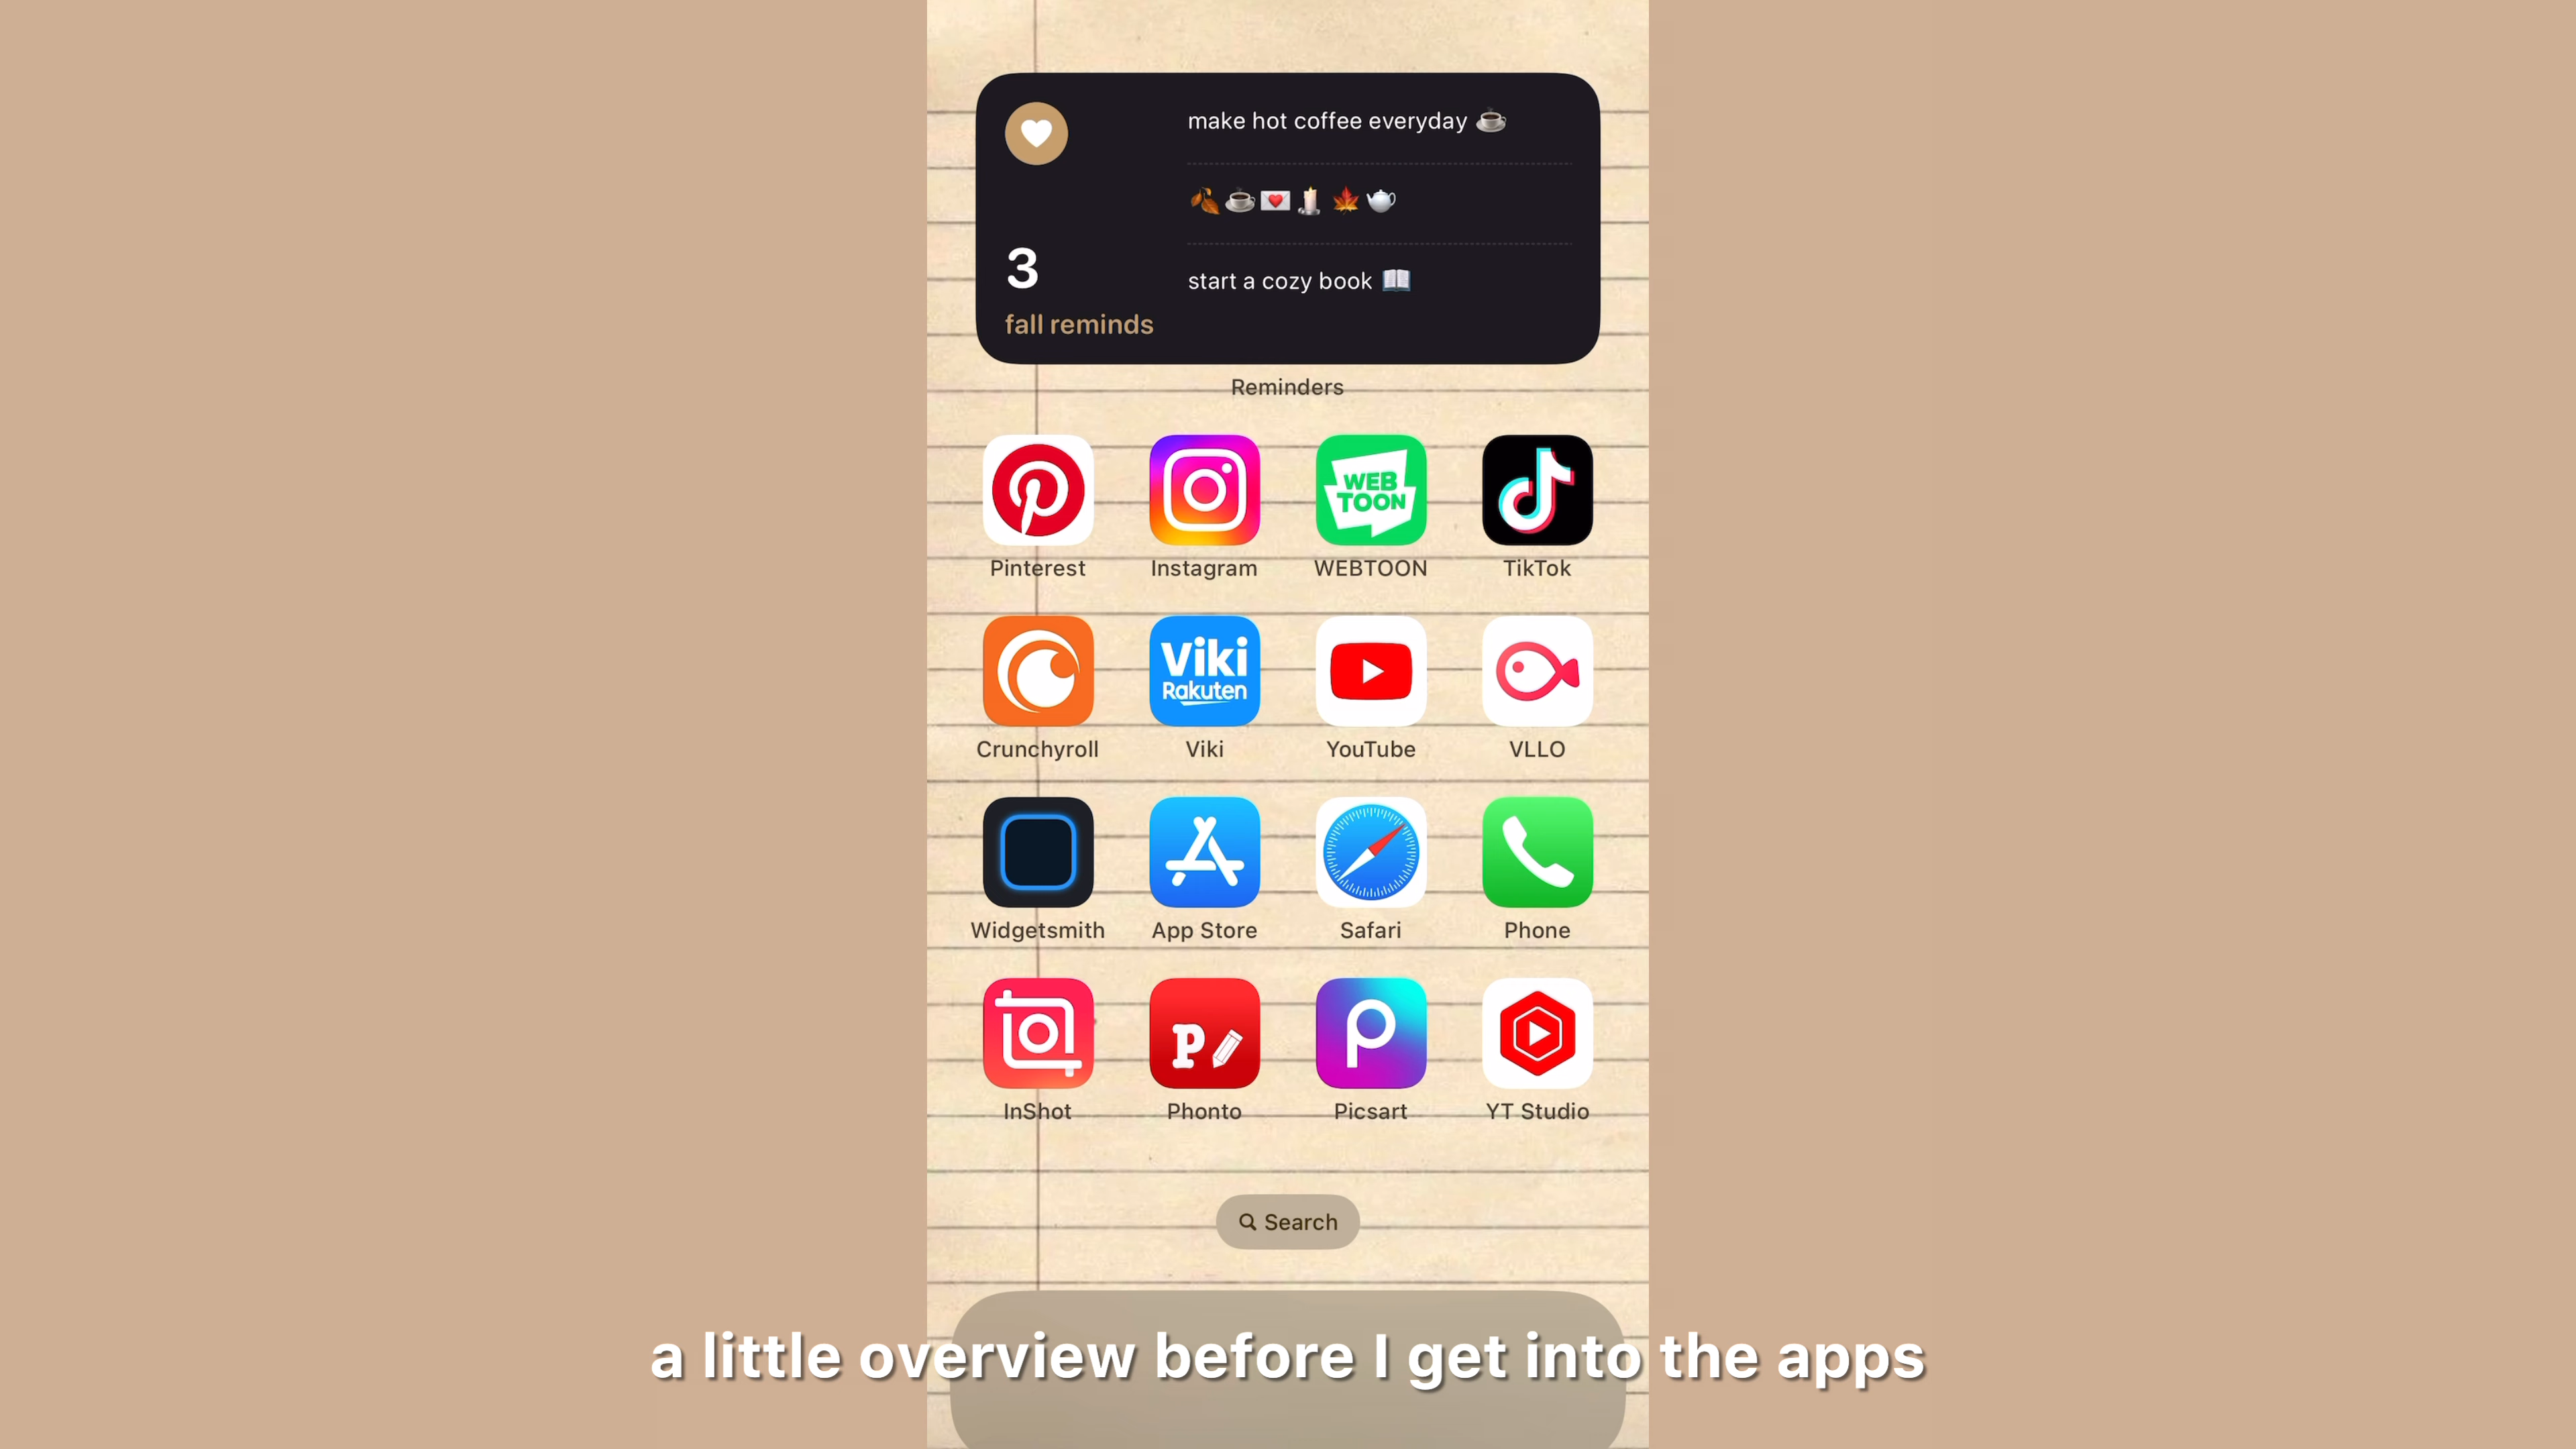 make hot coffee everyday ☕
🍂☕💌🕯️🍁🫖
3
start a cozy book 📖
fall reminds
Reminders
WEB
TOON
Pinterest
Instagram
WEBTOON
TikTok
Viki
Rakuten
Crunchyroll
Viki
YouTube
VLLO
Widgetsmith
App Store
Safari
Phone
P
InShot
Phonto
Picsart
YT Studio
Search
a little overview before I get into the apps